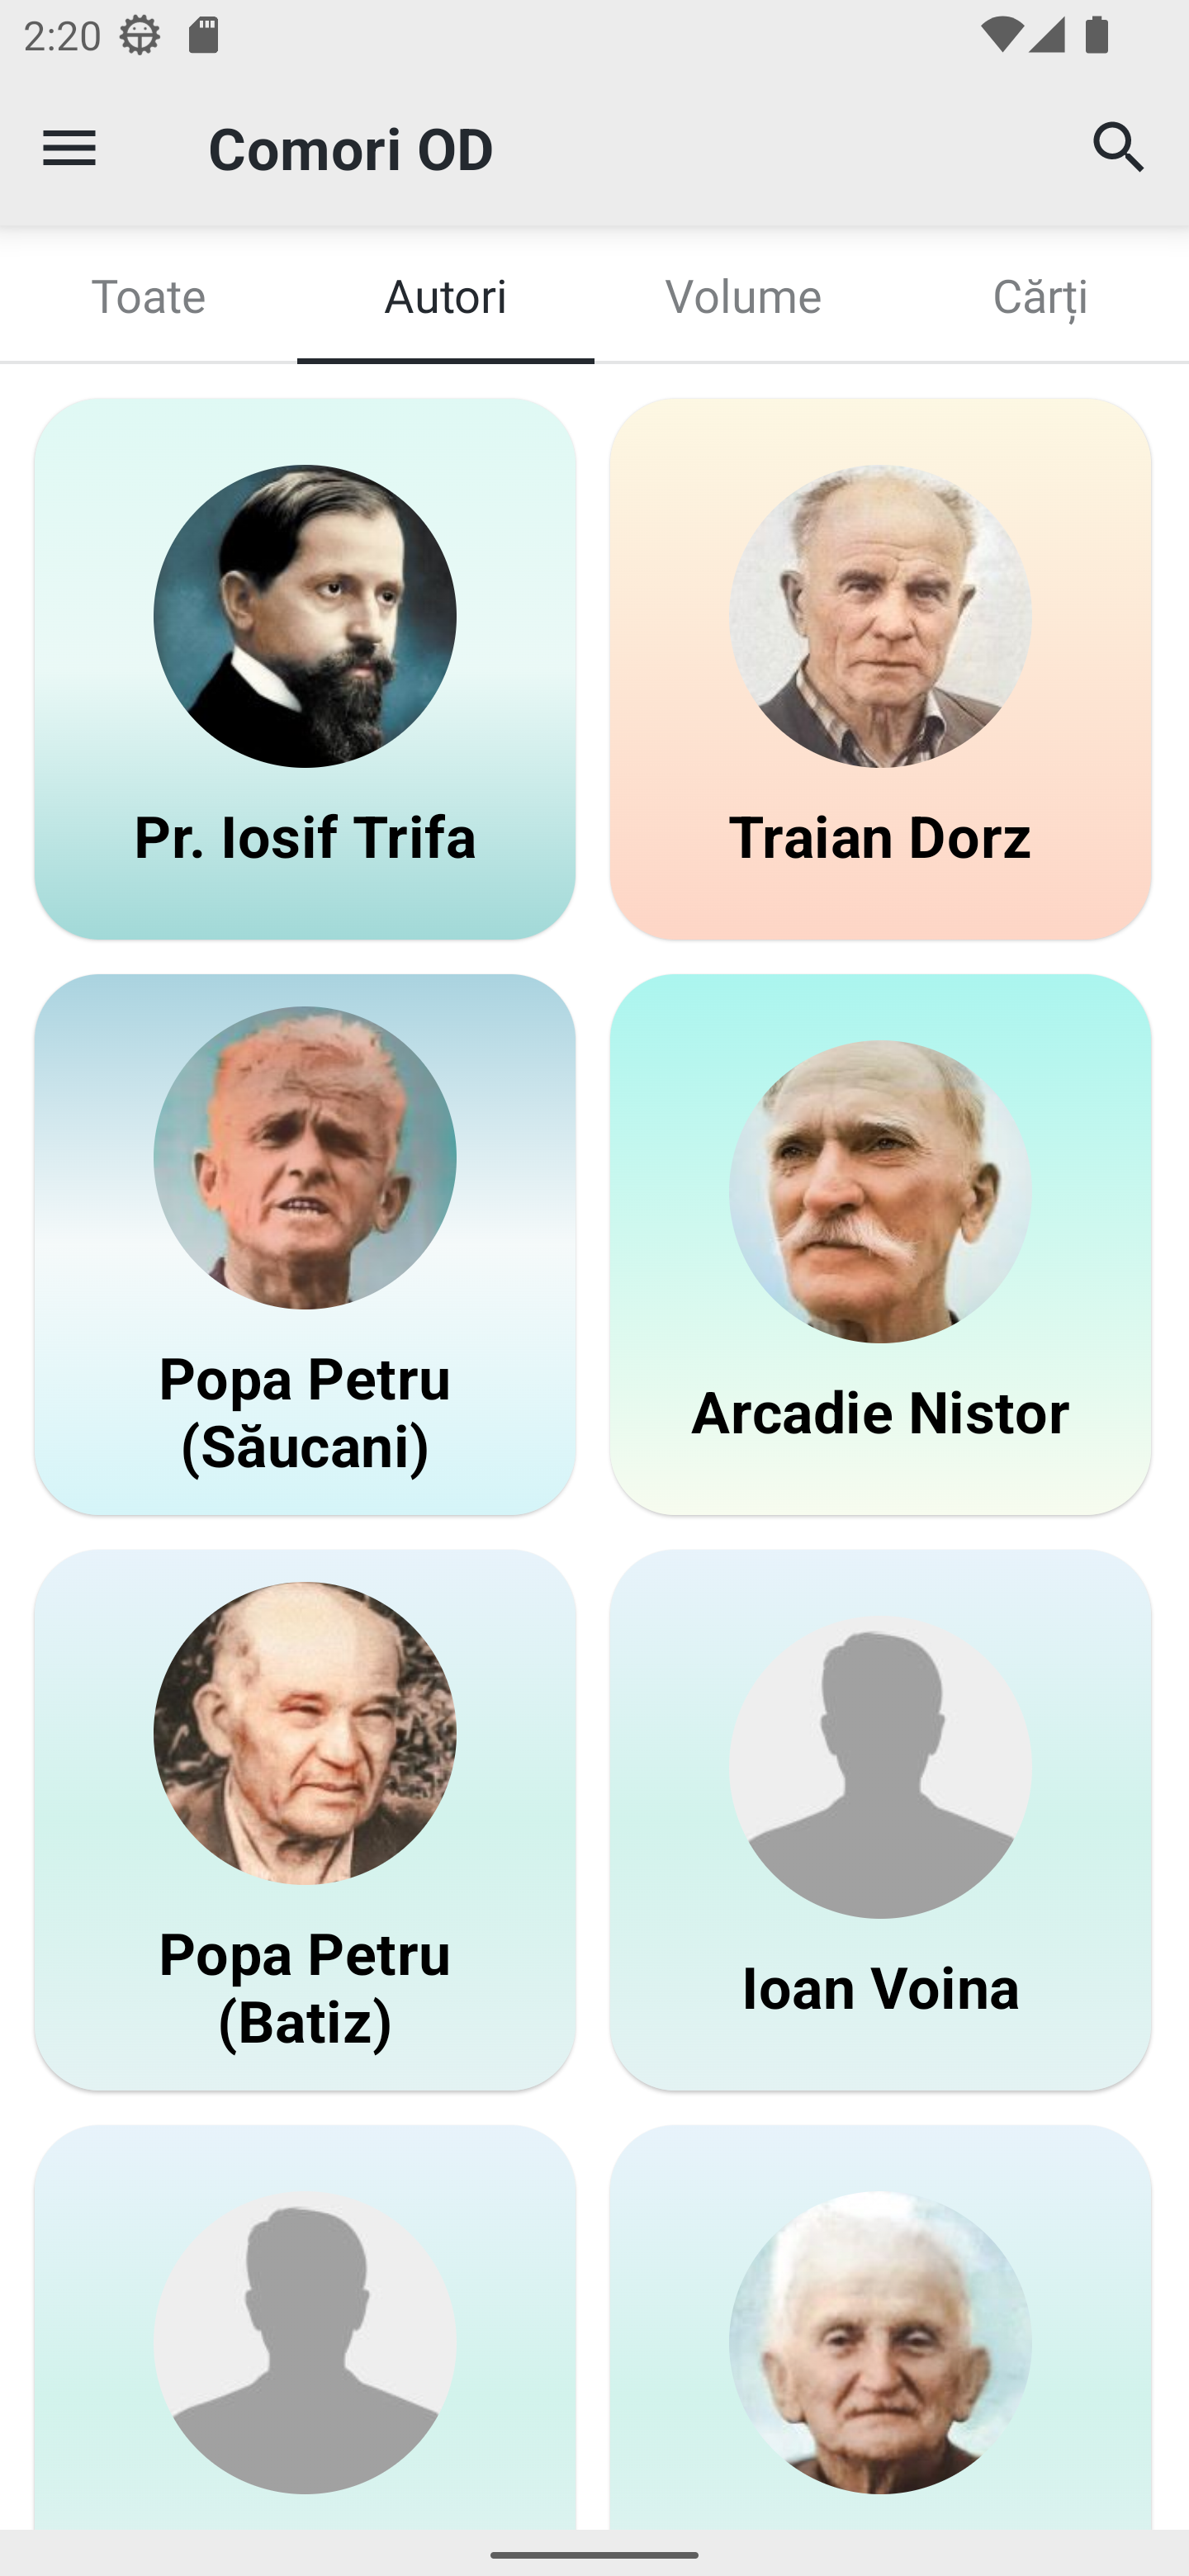 2:20
Comori OD
Toate
Autori
Volume
Cărți
Pr. Iosif Trifa
Traian Dorz
Popa Petru
(Săucani)
Arcadie Nistor
Popa Petru
(Batiz)
Ioan Voina